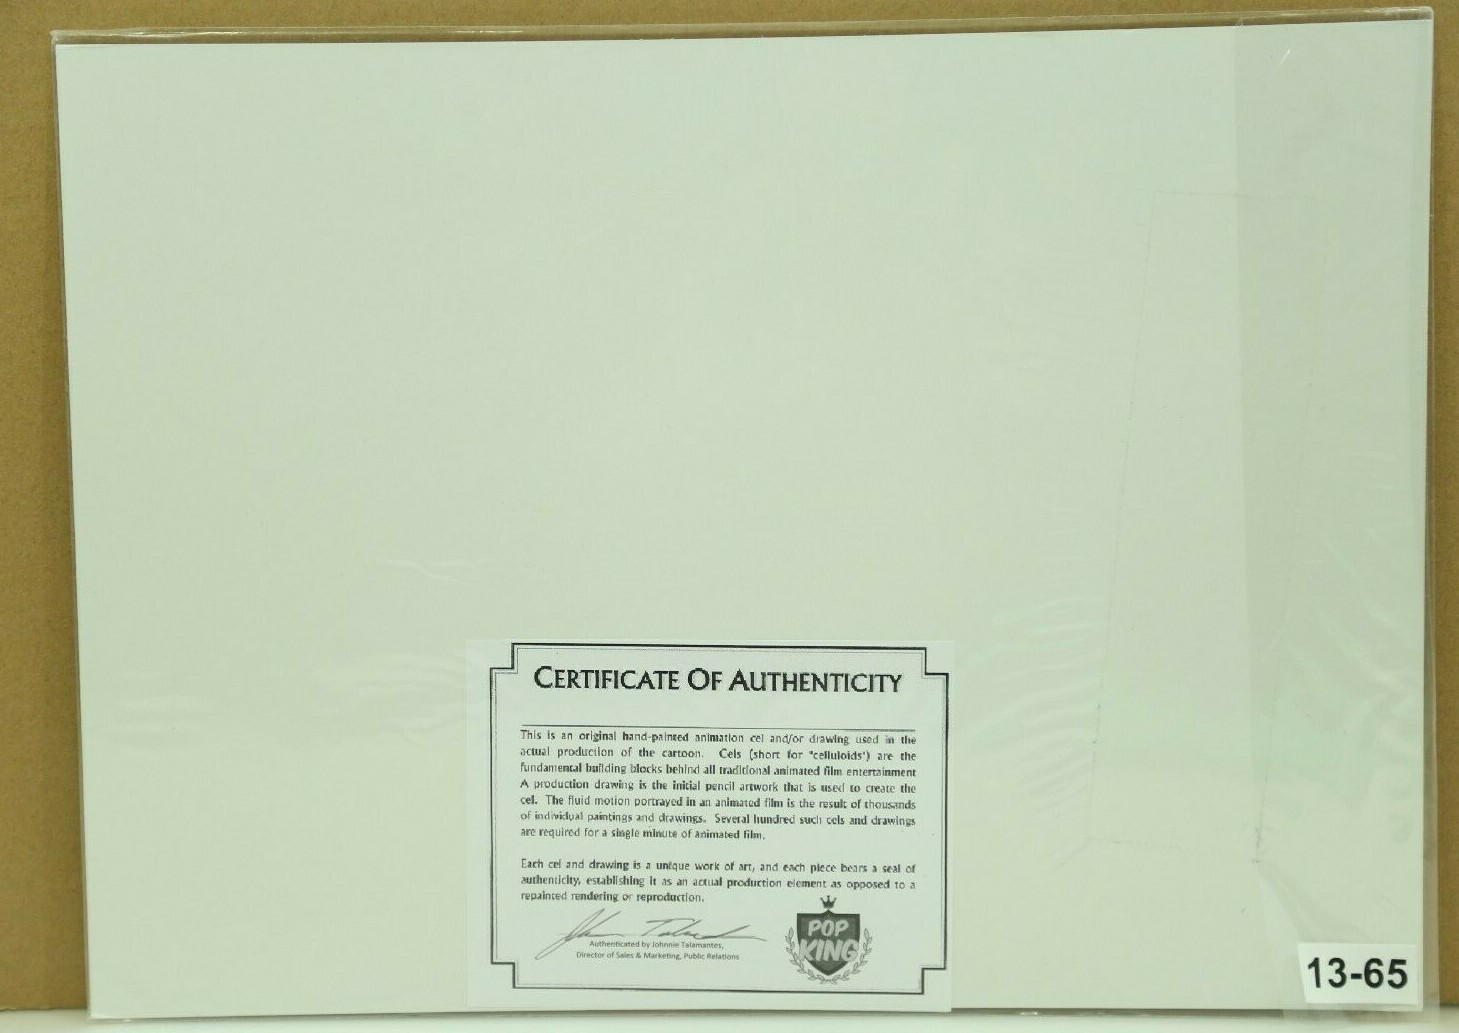 CERTIFICATE OF AUTHENTICITY
This is an original hand-painted animation cel and/or drawing used in the
actual production of the cartoon. Cels (short for "celluloids") are the
fundamental building blocks behind all traditional animated film entertainment
A production drawing is the initial pencil artwork that is used to create the
cel. The fluid motion portrayed in an animated film is the result of thousands
of individual paintings and drawings. Several hundred such cels and drawings
are required for a single minute of animated film.
Each cel and drawing is a unique work of art, and each piece bears a seal of
authenticity, establishing it as an actual production element as opposed to a
repainted rendering or reproduction.
Authenticated by Johnnie Talamantes,
Director of Sales & Marketing, Public Relations
POP
KING
13-65